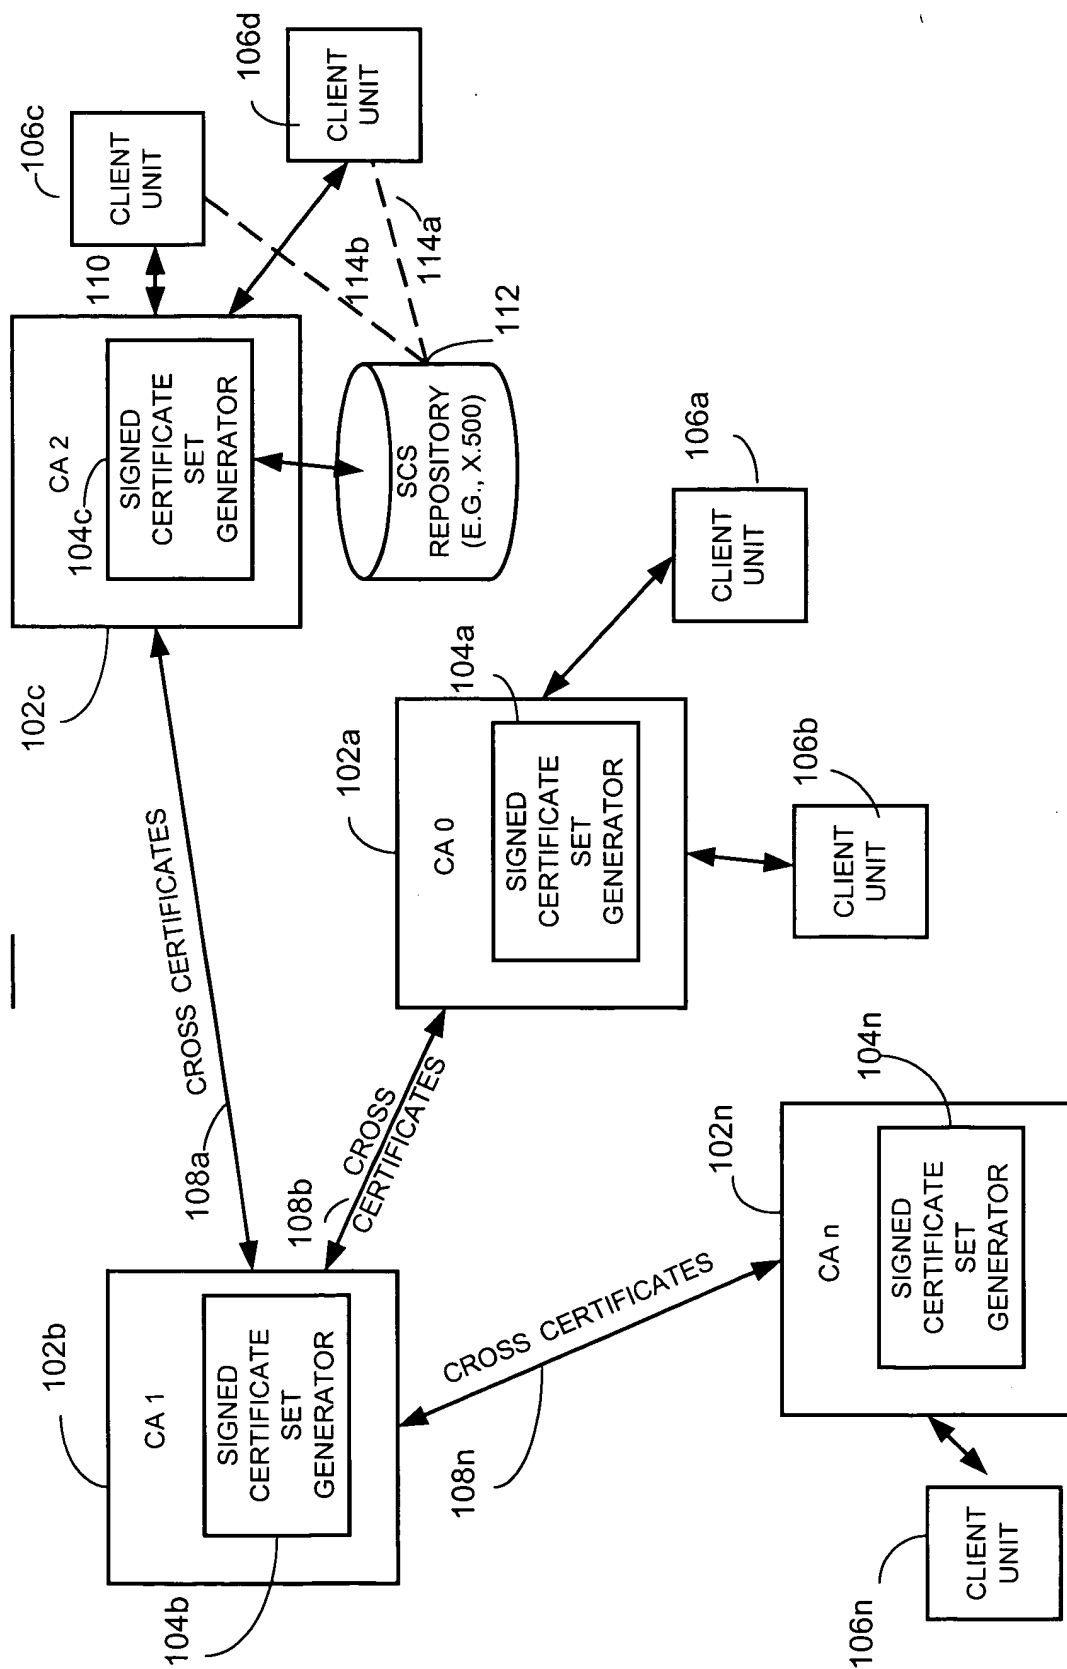 102b
CA 1
SIGNED
CERTIFICATE
SET
GENERATOR
104b
108a
CROSS CERTIFICATES
108b
CROSS
CERTIFICATES
108n
CROSS CERTIFICATES
102c
CA 2
104c
SIGNED
CERTIFICATE
SET
GENERATOR
110
106c
CLIENT
UNIT
106d
CLIENT
UNIT
114b
114a
112
SCS
REPOSITORY
(E.G., X.500)
102a
CA 0
104a
SIGNED
CERTIFICATE
SET
GENERATOR
106a
CLIENT
UNIT
106b
CLIENT
UNIT
102n
CA n
104n
SIGNED
CERTIFICATE
SET
GENERATOR
106n
CLIENT
UNIT